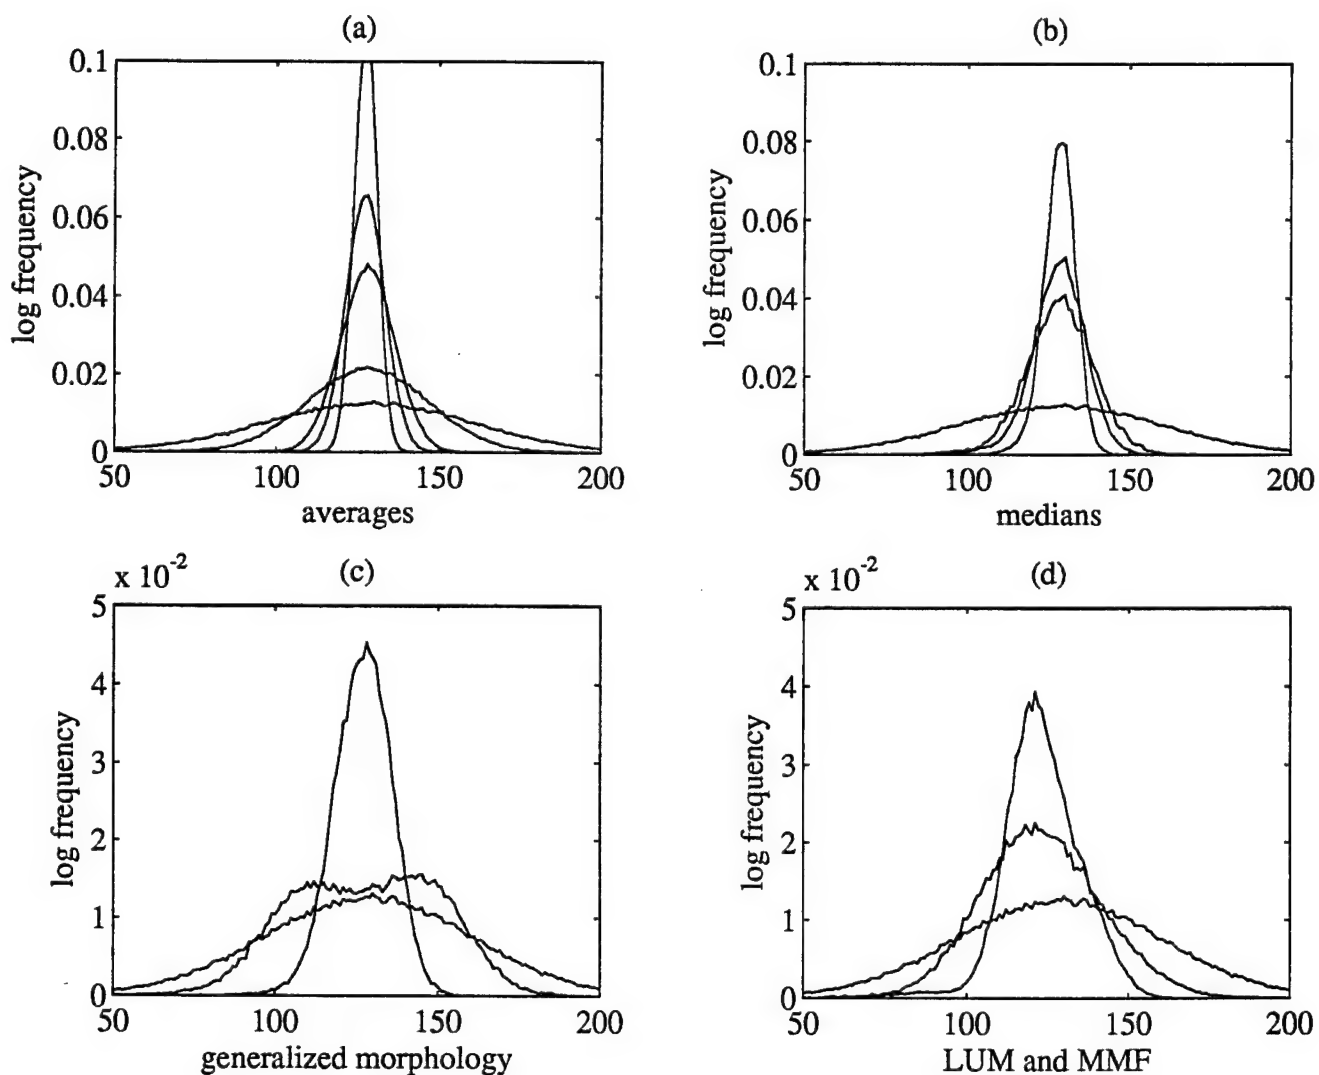 (a)
0.1
0.08
0.06
0.04
0.02
0
log frequency
50 100 150 200
averages
(b)
0.1
0.08
0.06
0.04
0.02
0
log frequency
50 100 150 200
medians
x 10^-2
(c)
5
4
3
2
1
0
log frequency
50 100 150 200
generalized morphology
x 10^-2
(d)
5
4
3
2
1
0
log frequency
50 100 150 200
LUM and MMF